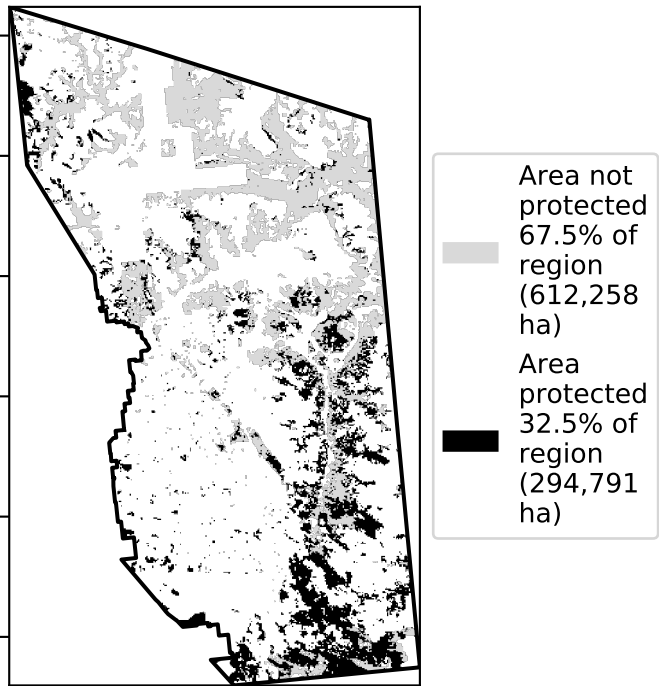 Area not
protected
67.5% of
region
(612,258
ha)
Area
protected
32.5% of
region
(294,791
ha)